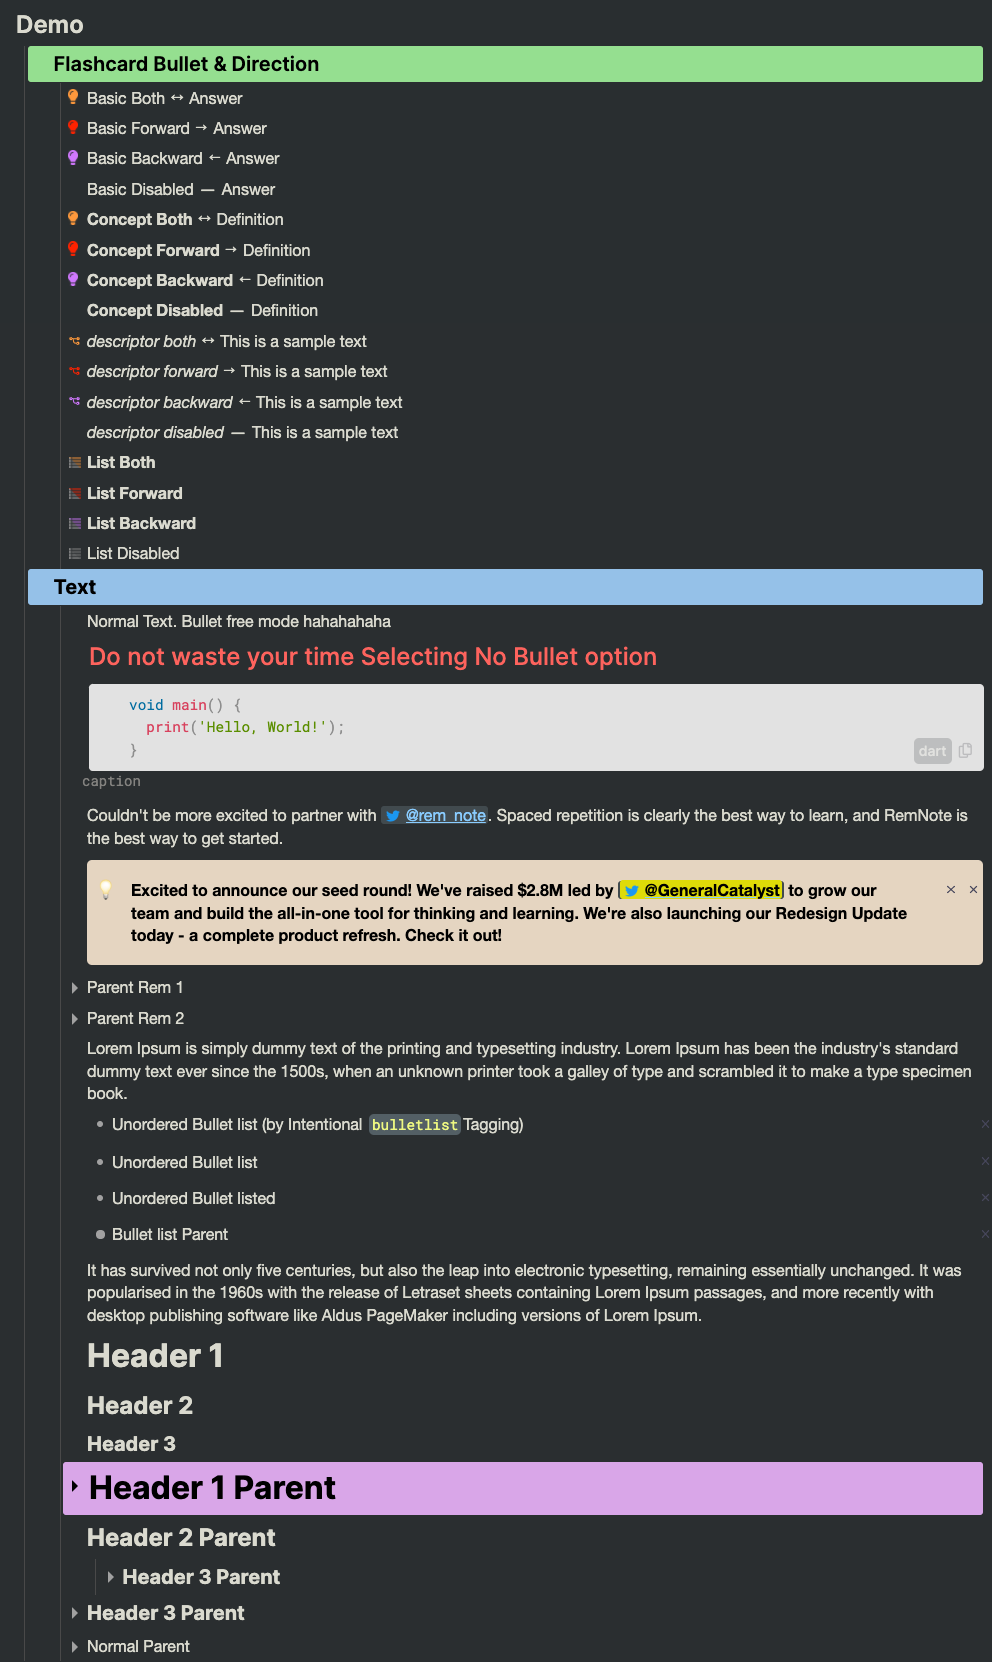 Demo
Flashcard Bullet & Direction
Basic Both ↔ Answer
Basic Forward → Answer
Basic Backward ← Answer
Basic Disabled — Answer
Concept Both ↔ Definition
Concept Forward → Definition
Concept Backward ← Definition
Concept Disabled — Definition
descriptor both ↔ This is a sample text
descriptor forward → This is a sample text
descriptor backward ← This is a sample text
descriptor disabled — This is a sample text
List Both
List Forward
List Backward
List Disabled
Text
Normal Text. Bullet free mode hahahahaha
Do not waste your time Selecting No Bullet option
void main() {
print('Hello, World!');
}
dart
caption
Couldn't be more excited to partner with @rem_note. Spaced repetition is clearly the best way to learn, and RemNote is
the best way to get started.
Excited to announce our seed round! We've raised $2.8M led by @GeneralCatalyst to grow our
team and build the all-in-one tool for thinking and learning. We're also launching our Redesign Update
today - a complete product refresh. Check it out!
Parent Rem 1
Parent Rem 2
Lorem Ipsum is simply dummy text of the printing and typesetting industry. Lorem Ipsum has been the industry's standard
dummy text ever since the 1500s, when an unknown printer took a galley of type and scrambled it to make a type specimen
book.
Unordered Bullet list (by Intentional bulletlist Tagging)
Unordered Bullet list
Unordered Bullet listed
Bullet list Parent
It has survived not only five centuries, but also the leap into electronic typesetting, remaining essentially unchanged. It was
popularised in the 1960s with the release of Letraset sheets containing Lorem Ipsum passages, and more recently with
desktop publishing software like Aldus PageMaker including versions of Lorem Ipsum.
Header 1
Header 2
Header 3
Header 1 Parent
Header 2 Parent
Header 3 Parent
Header 3 Parent
Normal Parent